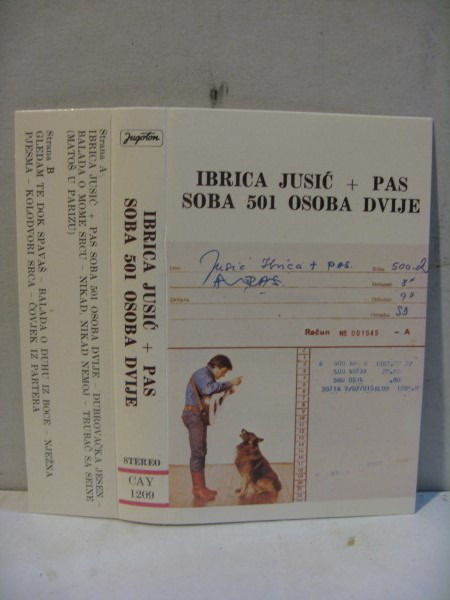 Strana A
IBRICA JUSIĆ + PAS SOBA 501 OSOBA DVIJE DUBROVAČKA JESEN –
BALADA O MOME SRCU – NIKAD, NIKAD NEMOJ – TRUBAČ SA SEINE
(MATOŠ U PARIZU)
Strana B
GLEDAM TE DOK SPAVAŠ – BALADA O DUHU IZ BOCE – NJEŽNA
PJESMA – KOLODVORI SRCA – ČOVJEK IZ PARTERA
Jugoton
IBRICA JUSIĆ + PAS
SOBA 501 OSOBA DVIJE
STEREO
CAY
1209
IBRICA JUSIĆ + PAS
SOBA 501 OSOBA DVIJE
Jusić Ibrica + pas.
Račun № 001645 - A